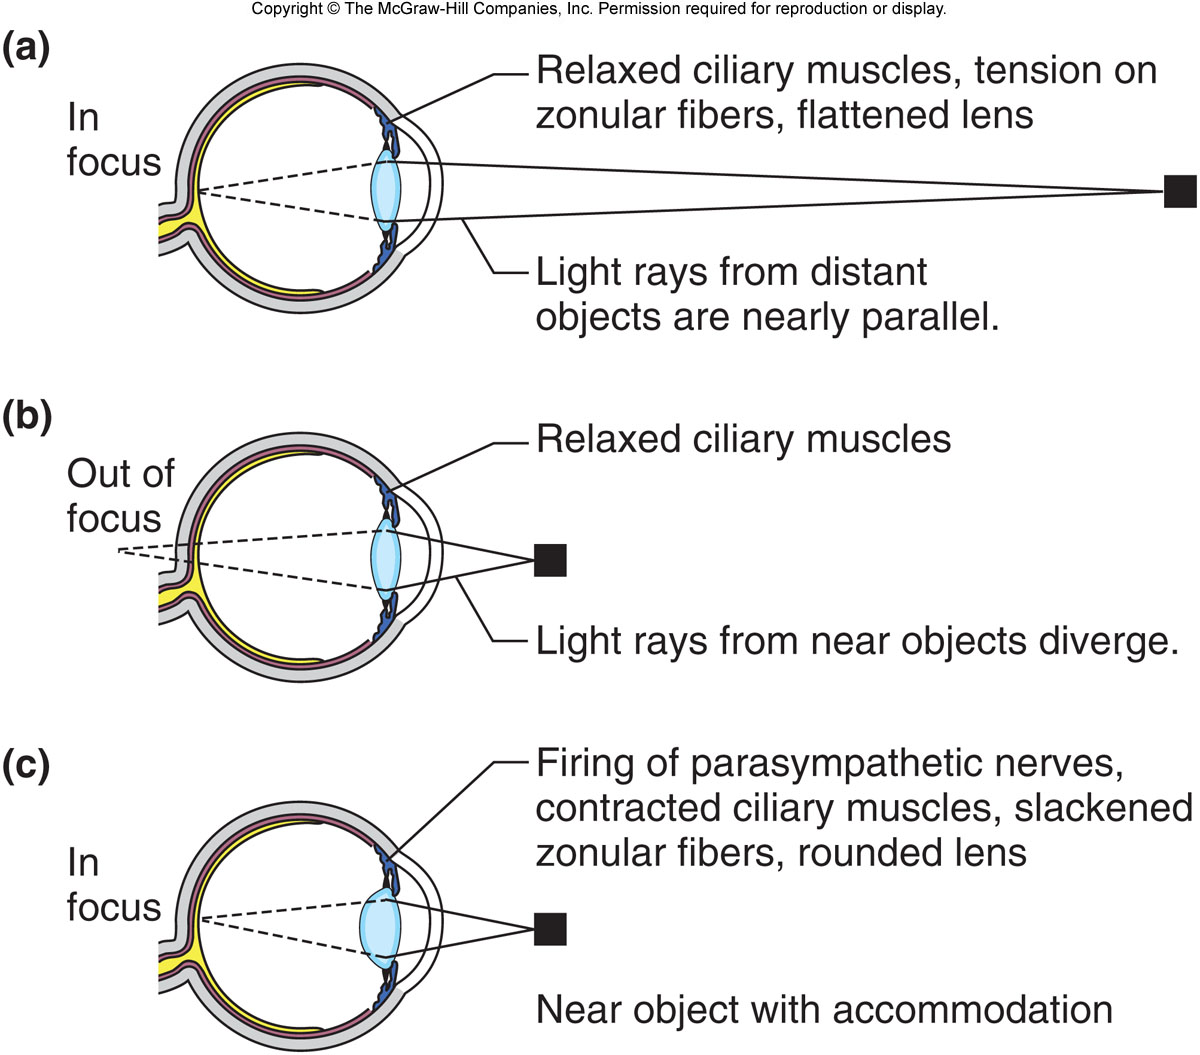 Copyright © The McGraw-Hill Companies, Inc. Permission required for reproduction or display.
(a)
In
focus
Relaxed ciliary muscles, tension on
zonular fibers, flattened lens
Light rays from distant
objects are nearly parallel.
(b)
Out of
focus
Relaxed ciliary muscles
Light rays from near objects diverge.
(c)
In
focus
Firing of parasympathetic nerves,
contracted ciliary muscles, slackened
zonular fibers, rounded lens
Near object with accommodation